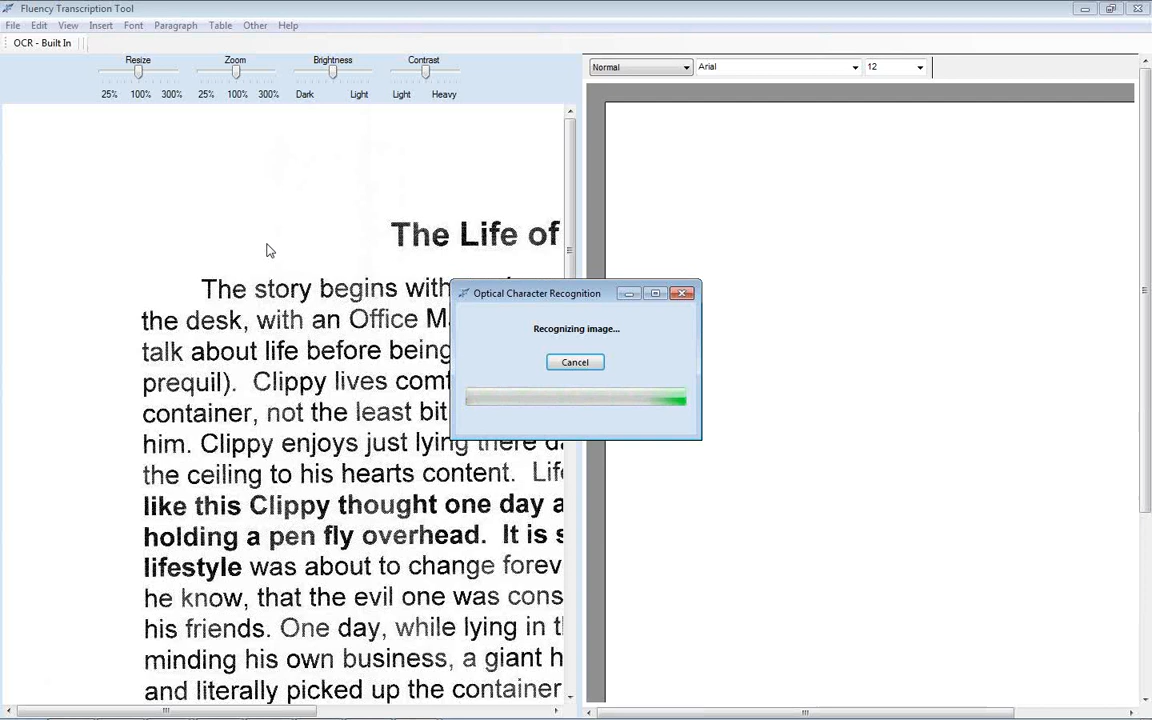 Fluency Transcription Tool
File Edit View Insert Font Paragraph Table Other Help
OCR - Built In
Resize Zoom Brightness Contrast
25% 100% 300% 25% 100% 300% Dark Light Light Heavy
Normal Arial 12
The Life of
The story begins with
the desk, with an Office
talk about life before being
prequil). Clippy lives
container, not the least bit
him. Clippy enjoys just lying there
the ceiling to his hearts content.
like this Clippy thought one day
holding a pen fly overhead. It is
lifestyle was about to change
he know, that the evil one was
his friends. One day, while lying in
minding his own business, a giant
and literally picked up the container
Optical Character Recognition
Recognizing image...
Cancel